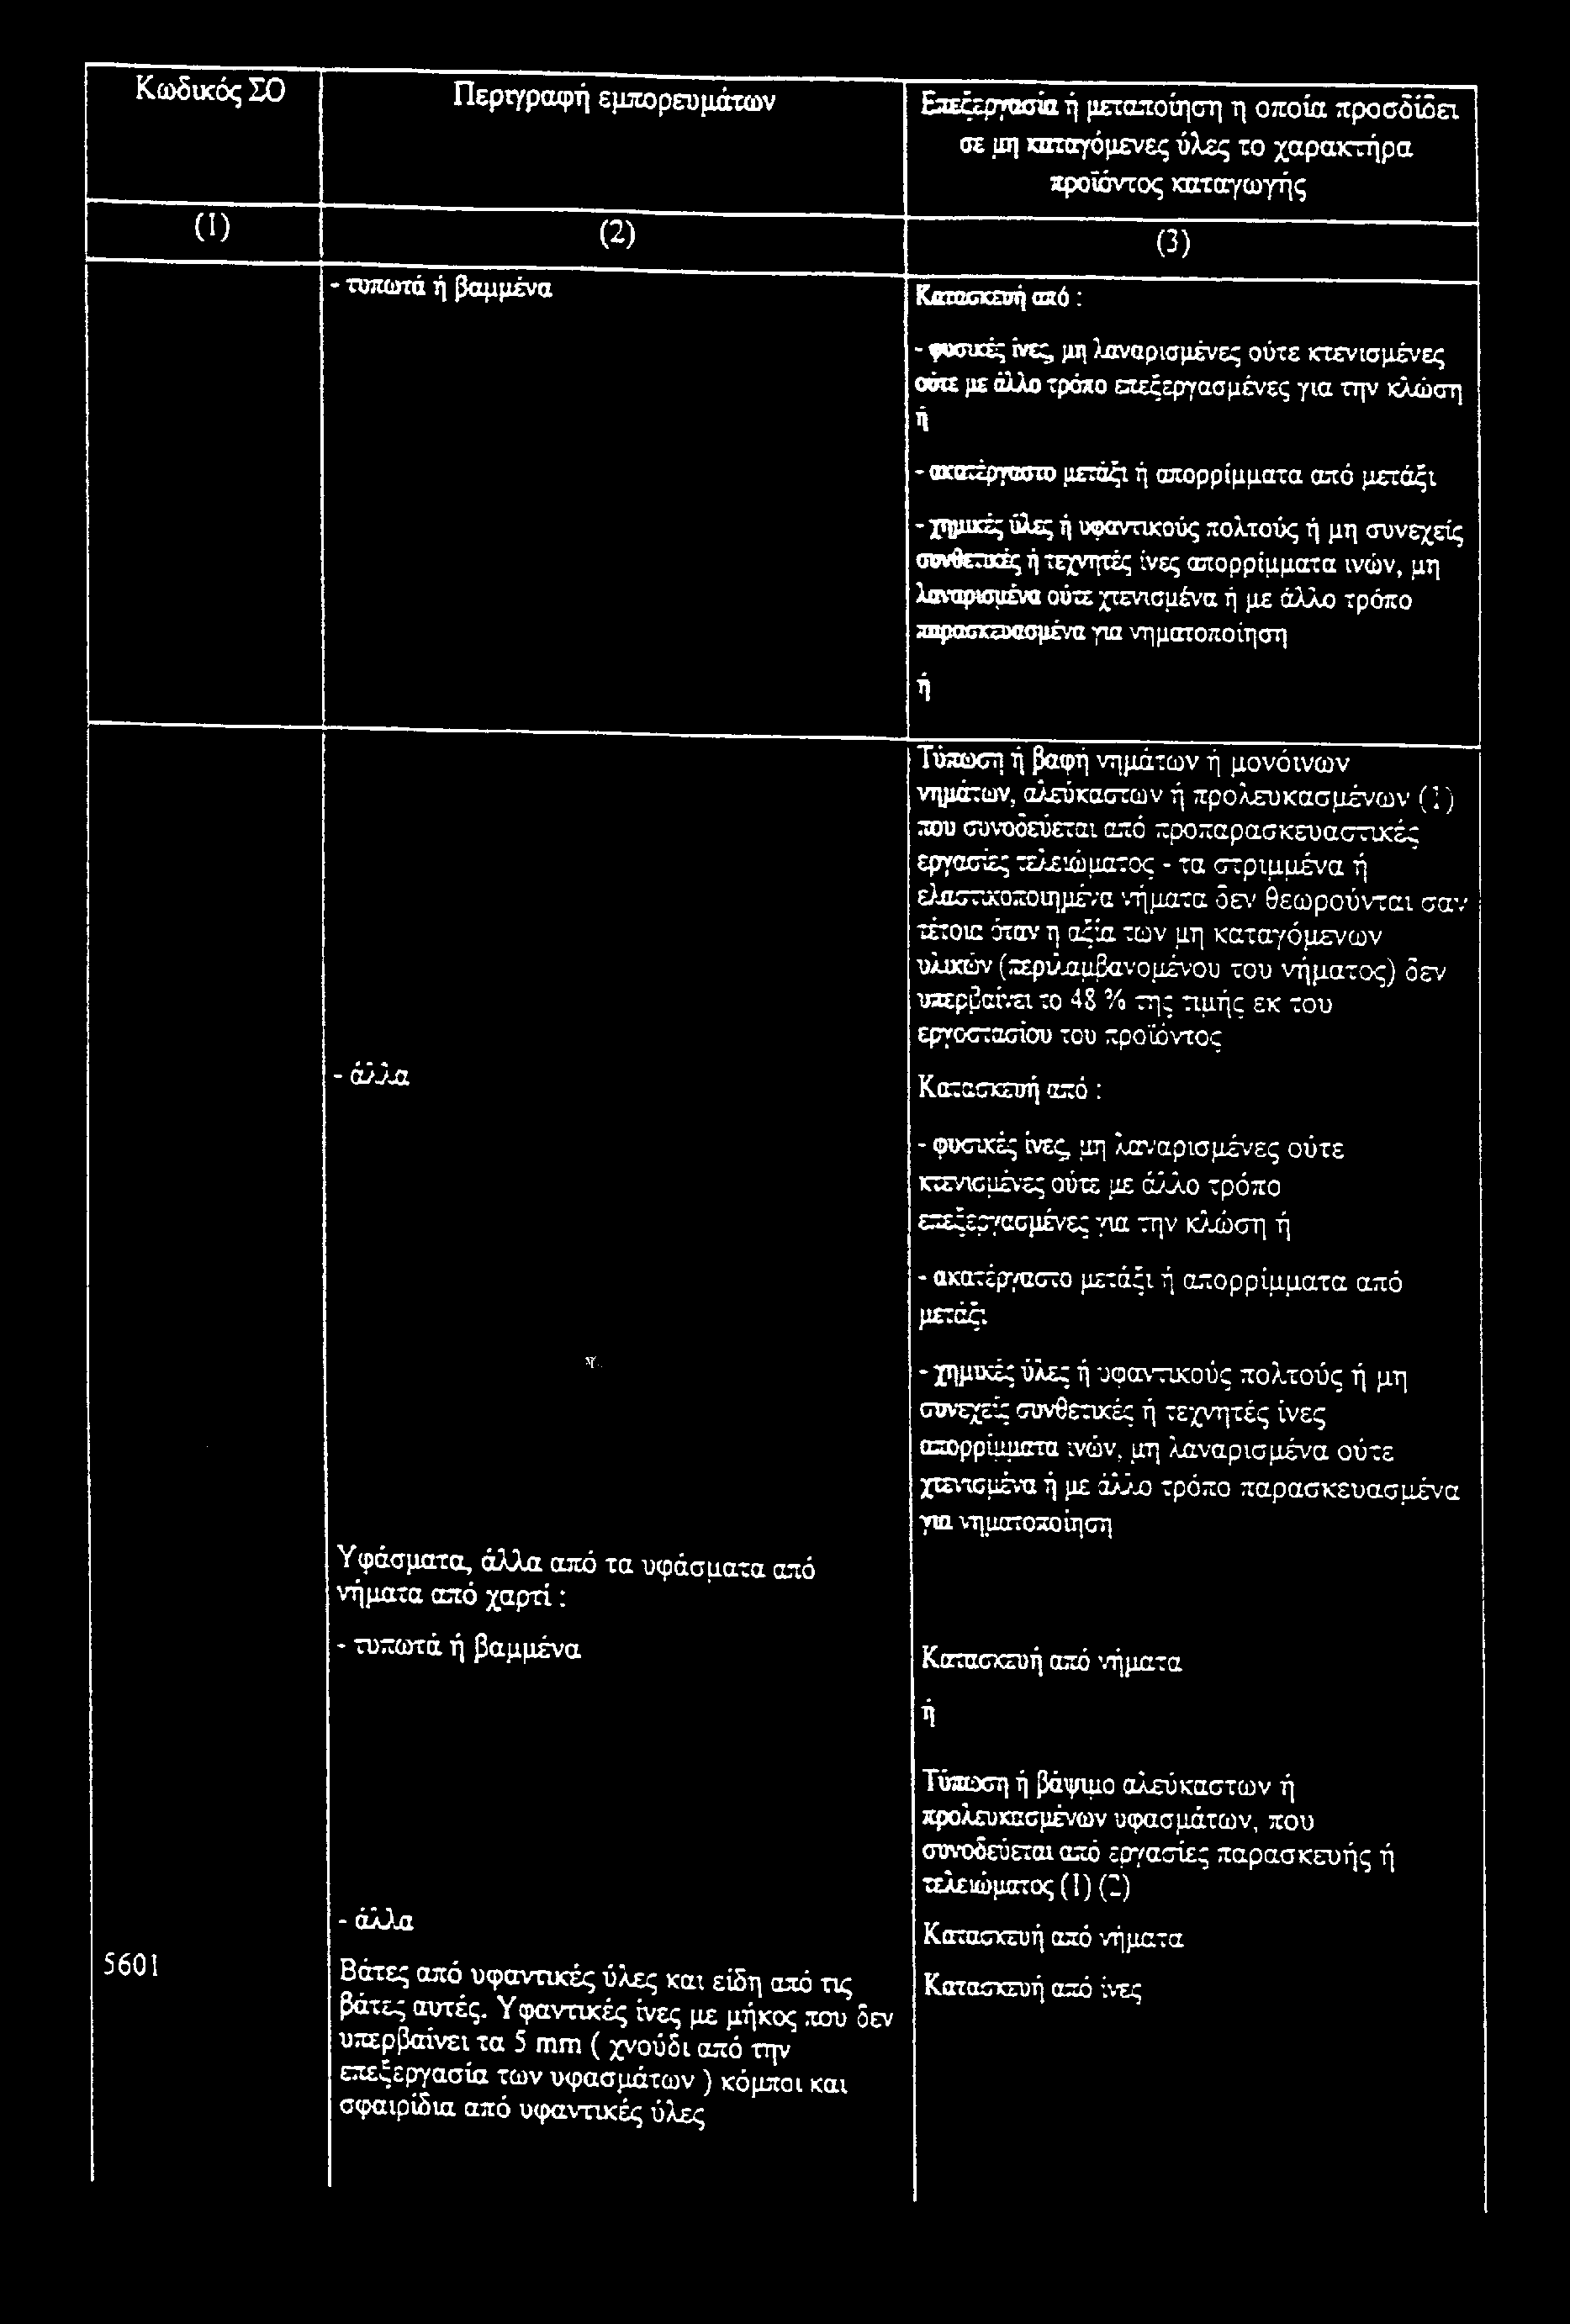 Κωδικός ΣΟ
Περιγραφή εμπορευμάτων
Επεξεργασία ή μεταποίηση η οποία προσδίδει
σε μη καταγόμενες ύλες το χαρακτήρα
προϊόντος καταγωγής
(1)
(2)
(3)
- τυπωτά ή βαμμένα
Κατασκευή από :
- φυσικές ίνες, μη λαναρισμένες ούτε κτενισμένες
ούτε με άλλο τρόπο επεξεργασμένες για την κλώση
ή
- ακατέργαστο μετάξι ή απορρίμματα από μετάξι
- χημικές ύλες ή υφαντικούς πολτούς ή μη συνεχείς
συνθετικές ή τεχνητές ίνες απορρίμματα ινών, μη
λαναρισμένα ούτε χτενισμένα ή με άλλο τρόπο
παρασκευασμένα για νηματοποίηση
ή
Τύπωση ή βαφή νημάτων ή μονόινων
νημάτων, αλεύκαστων ή προλευκασμένων (1)
που συνοδεύεται από προπαρασκευαστικές
εργασίες τελειώματος - τα στριμμένα ή
ελαστικοποιημένα νήματα δεν θεωρούνται σαν
τέτοια όταν η αξία των μη καταγόμενων
υλικών (περιλαμβανομένου του νήματος) δεν
υπερβαίνει το 48 % της τιμής εκ του
εργοστασίου του προϊόντος
- άλλα
Κατασκευή από :
- φυσικές ίνες, μη λαναρισμένες ούτε
κτενισμένες ούτε με άλλο τρόπο
επεξεργασμένες για την κλώση ή
- ακατέργαστο μετάξι ή απορρίμματα από
μετάξι
- χημικές ύλες ή υφαντικούς πολτούς ή μη
συνεχείς συνθετικές ή τεχνητές ίνες
απορρίμματα ινών, μη λαναρισμένα ούτε
χτενισμένα ή με άλλο τρόπο παρασκευασμένα
για νηματοποίηση
Υφάσματα, άλλα από τα υφάσματα από
νήματα από χαρτί :
- τυπωτά ή βαμμένα
Κατασκευή από νήματα
ή
Τύπωση ή βάψιμο αλεύκαστων ή
προλευκασμένων υφασμάτων, που
συνοδεύεται από εργασίες παρασκευής ή
τελειώματος (1) (2)
- άλλα
Κατασκευή από νήματα
5601
Βάτες από υφαντικές ύλες και είδη από τις
βάτες αυτές. Υφαντικές ίνες με μήκος που δεν
υπερβαίνει τα 5 mm ( χνούδι από την
επεξεργασία των υφασμάτων ) κόμποι και
σφαιρίδια από υφαντικές ύλες
Κατασκευή από ίνες